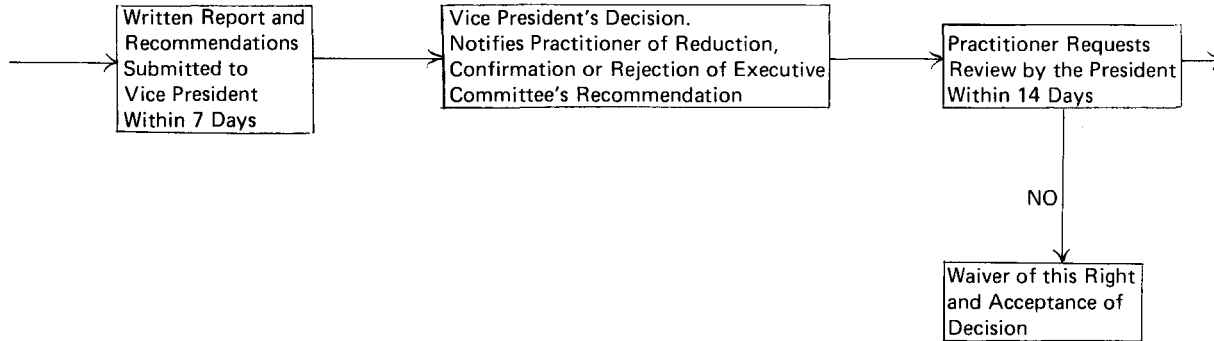 Written Report and
Recommendations
Submitted to
Vice President
Within 7 Days
Vice President's Decision.
Notifies Practitioner of Reduction,
Confirmation or Rejection of Executive
Committee's Recommendation
Practitioner Requests
Review by the President
Within 14 Days
NO
Waiver of this Right
and Acceptance of
Decision